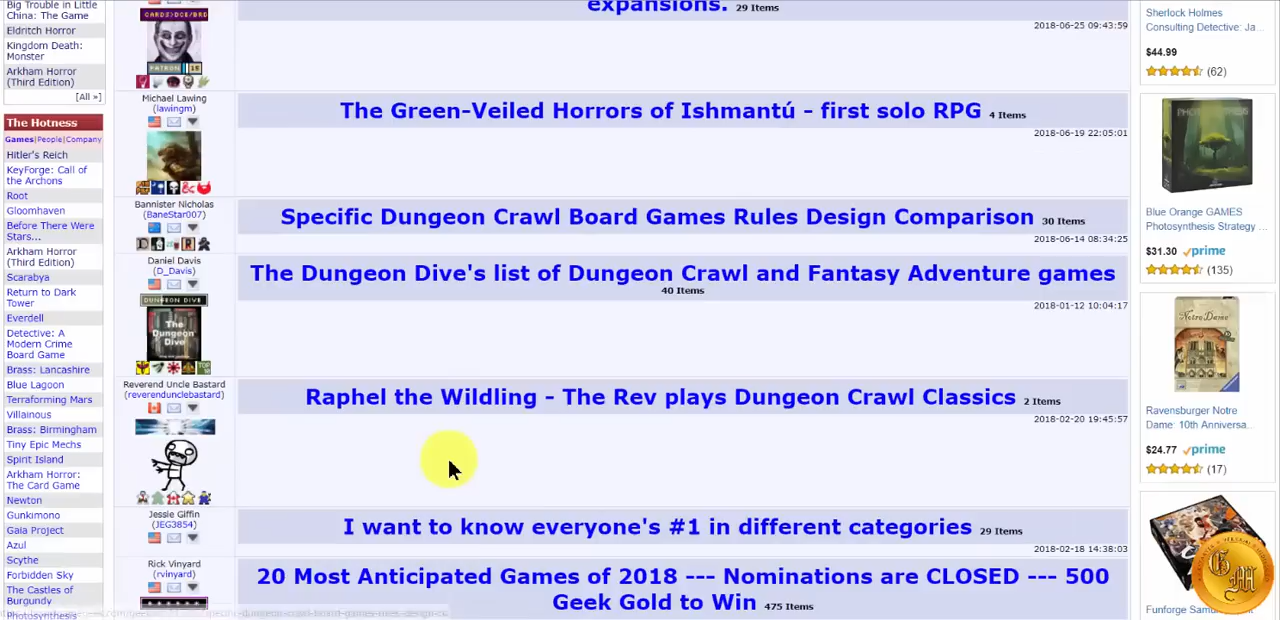 Big Trouble in Little
China: The Game
Eldritch Horror
Kingdom Death:
Monster
Arkham Horror
(Third Edition)
[All »]
The Hotness
Games|People|Company
Hitler's Reich
KeyForge: Call of
the Archons
Root
Gloomhaven
Before There Were
Stars...
Arkham Horror
(Third Edition)
Scarabya
Return to Dark
Tower
Everdell
Detective: A
Modern Crime
Board Game
Brass: Lancashire
Blue Lagoon
Terraforming Mars
Villainous
Brass: Birmingham
Tiny Epic Mechs
Spirit Island
Arkham Horror:
The Card Game
Newton
Gunkimono
Gaia Project
Azul
Scythe
Forbidden Sky
The Castles of
Burgundy
Photosynthesis
expansions. 29 Items
2018-06-25 09:43:59
Michael Lawing
(lawingm)
The Green-Veiled Horrors of Ishmantú - first solo RPG 4 Items
2018-06-19 22:05:01
Bannister Nicholas
(BaneStar007)
Specific Dungeon Crawl Board Games Rules Design Comparison 30 Items
2018-06-14 08:34:25
Daniel Davis
(D_Davis)
DUNGEON DIVE
The
Dungeon
Dive
The Dungeon Dive's list of Dungeon Crawl and Fantasy Adventure games
40 Items
2018-01-12 10:04:17
Reverend Uncle Bastard
(reverendunclebastard)
Raphel the Wildling - The Rev plays Dungeon Crawl Classics 2 Items
2018-02-20 19:45:57
Jessie Giffin
(JEG3854)
I want to know everyone's #1 in different categories 29 Items
2018-02-18 14:38:03
Rick Vinyard
(rvinyard)
20 Most Anticipated Games of 2018 --- Nominations are CLOSED --- 500
Geek Gold to Win 475 Items
Sherlock Holmes
Consulting Detective: Ja...
$44.99
(62)
Blue Orange GAMES
Photosynthesis Strategy ...
$31.30 prime
(135)
Notre Dame
Ravensburger Notre
Dame: 10th Anniversa...
$24.77 prime
(17)
GM